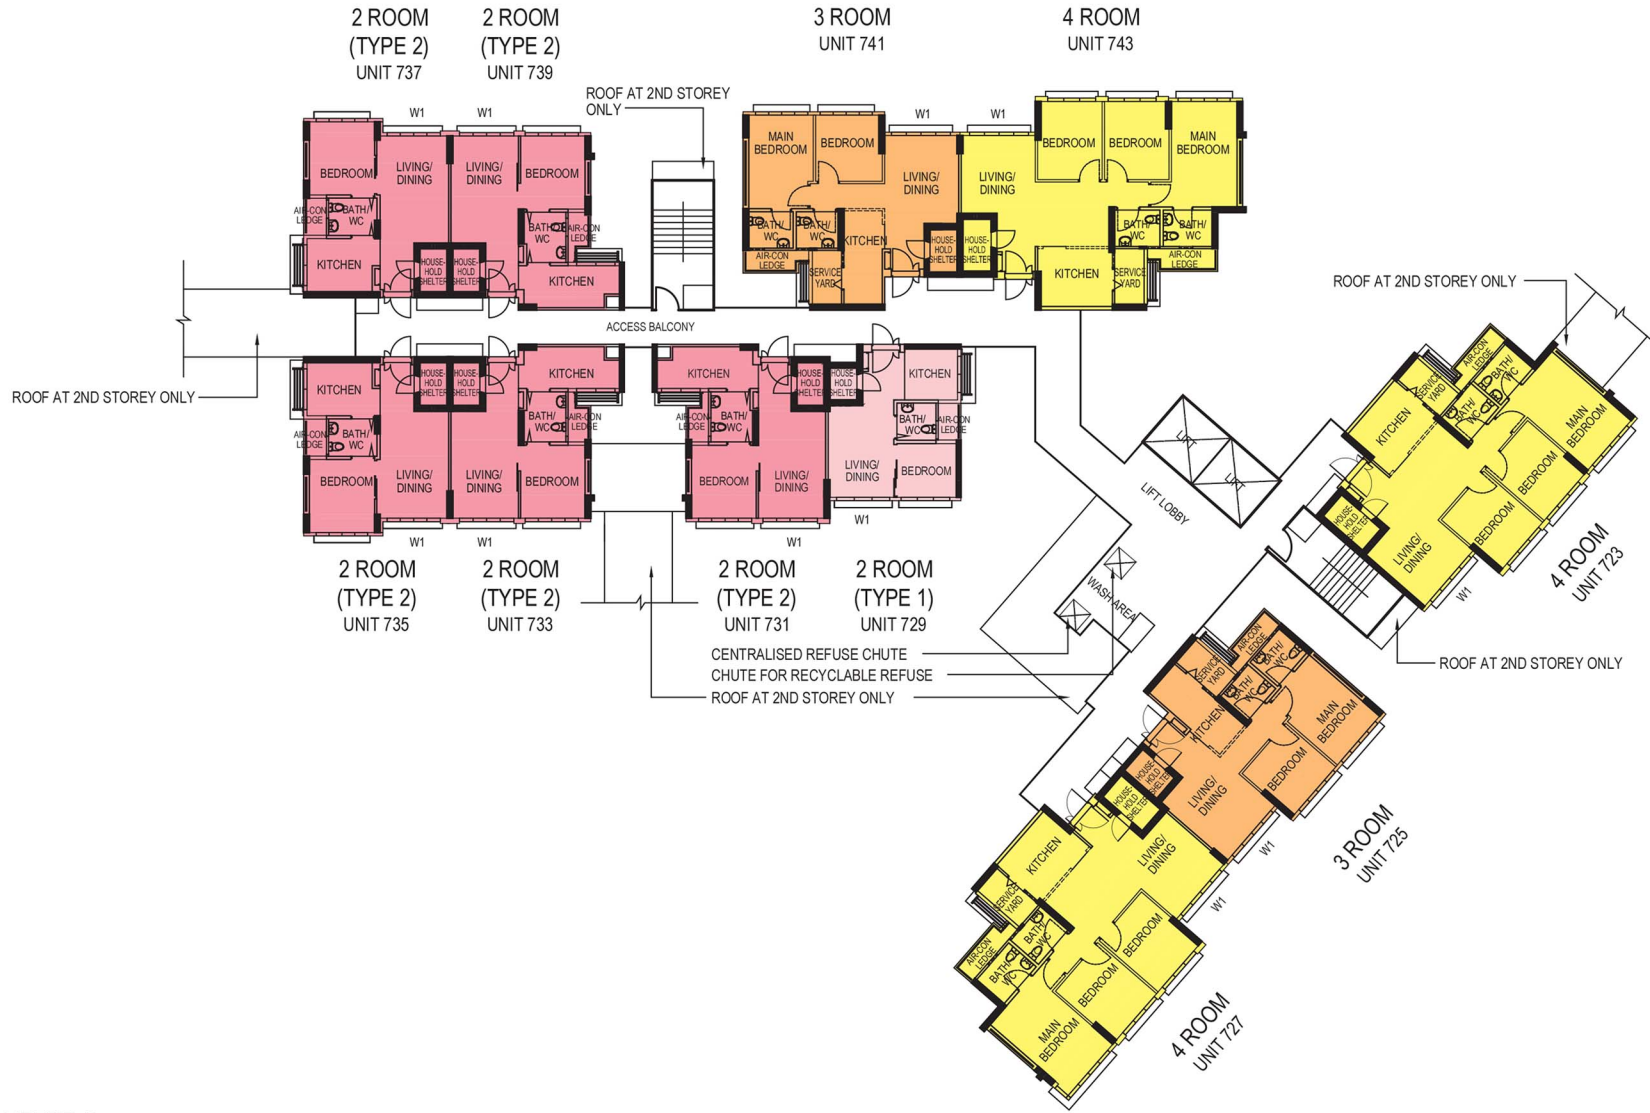 2 ROOM
(TYPE 2)
UNIT 737
2 ROOM
(TYPE 2)
UNIT 739
3 ROOM
UNIT 741
4 ROOM
UNIT 743
ROOF AT 2ND STOREY
ONLY
W1
W1
W1
W1
BEDROOM
LIVING/
DINING
LIVING/
DINING
BEDROOM
AIR-CON
LEDGE
BATH/
WC
BATH/
WC
AIR-CON
LEDGE
KITCHEN
HOUSE-
HOLD
SHELTER
HOUSE-
HOLD
SHELTER
KITCHEN
MAIN
BEDROOM
BEDROOM
LIVING/
DINING
LIVING/
DINING
BEDROOM
BEDROOM
MAIN
BEDROOM
BATH/
WC
BATH/
WC
KITCHEN
AIR-CON
LEDGE
SERVICE
YARD
HOUSE-
HOLD
SHELTER
HOUSE-
HOLD
SHELTER
KITCHEN
BATH/
WC
BATH/
WC
SERVICE
YARD
AIR-CON
LEDGE
ACCESS BALCONY
ROOF AT 2ND STOREY ONLY
KITCHEN
HOUSE-
HOLD
SHELTER
HOUSE-
HOLD
SHELTER
KITCHEN
AIR-CON
LEDGE
BATH/
WC
BATH/
WC
AIR-CON
LEDGE
BEDROOM
LIVING/
DINING
LIVING/
DINING
BEDROOM
W1
W1
KITCHEN
HOUSE-
HOLD
SHELTER
HOUSE-
HOLD
SHELTER
KITCHEN
AIR-CON
LEDGE
BATH/
WC
BATH/
WC
AIR-CON
LEDGE
BEDROOM
LIVING/
DINING
LIVING/
DINING
BEDROOM
W1
W1
2 ROOM
(TYPE 2)
UNIT 735
2 ROOM
(TYPE 2)
UNIT 733
2 ROOM
(TYPE 2)
UNIT 731
2 ROOM
(TYPE 1)
UNIT 729
CENTRALISED REFUSE CHUTE
CHUTE FOR RECYCLABLE REFUSE
ROOF AT 2ND STOREY ONLY
LIFT
LIFT
LIFT LOBBY
WASH AREA
ROOF AT 2ND STOREY ONLY
AIR-CON
LEDGE
BATH/
WC
BATH/
WC
SERVICE
YARD
KITCHEN
MAIN
BEDROOM
BEDROOM
BEDROOM
HOUSE-
HOLD
SHELTER
LIVING/
DINING
W1
4 ROOM
UNIT 723
ROOF AT 2ND STOREY ONLY
AIR-CON
LEDGE
BATH/
WC
BATH/
WC
SERVICE
YARD
KITCHEN
MAIN
BEDROOM
BEDROOM
HOUSE-
HOLD
SHELTER
LIVING/
DINING
W1
3 ROOM
UNIT 725
HOUSE-
HOLD
SHELTER
LIVING/
DINING
KITCHEN
SERVICE
YARD
W1
BATH/
WC
BATH/
WC
AIR-CON
LEDGE
BEDROOM
BEDROOM
MAIN
BEDROOM
4 ROOM
UNIT 727